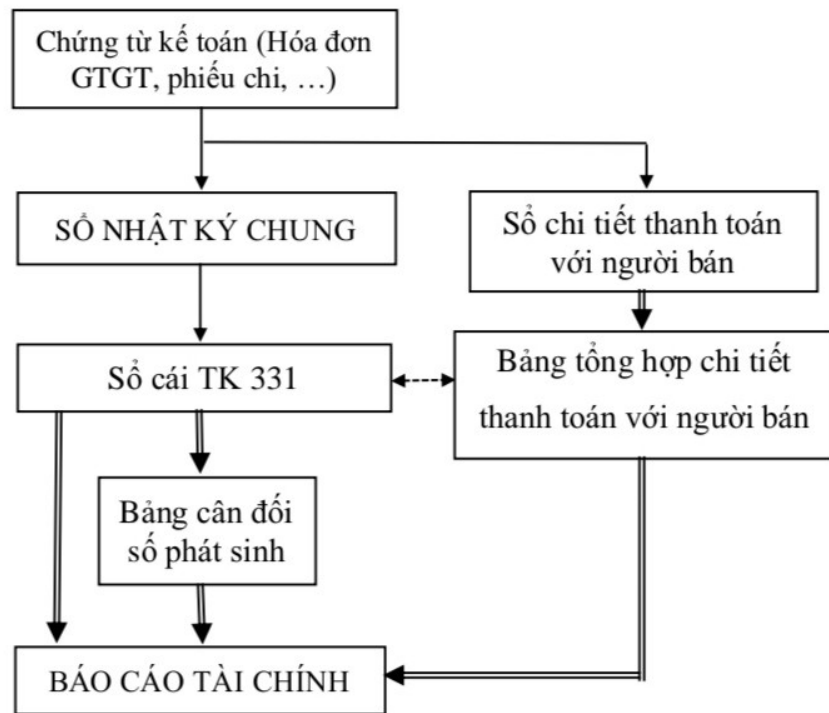 Chứng từ kế toán (Hóa đơn
GTGT, phiếu chi, …)
SỔ NHẬT KÝ CHUNG
Sổ chi tiết thanh toán
với người bán
Sổ cái TK 331
Bảng tổng hợp chi tiết
thanh toán với người bán
Bảng cân đối
số phát sinh
BÁO CÁO TÀI CHÍNH